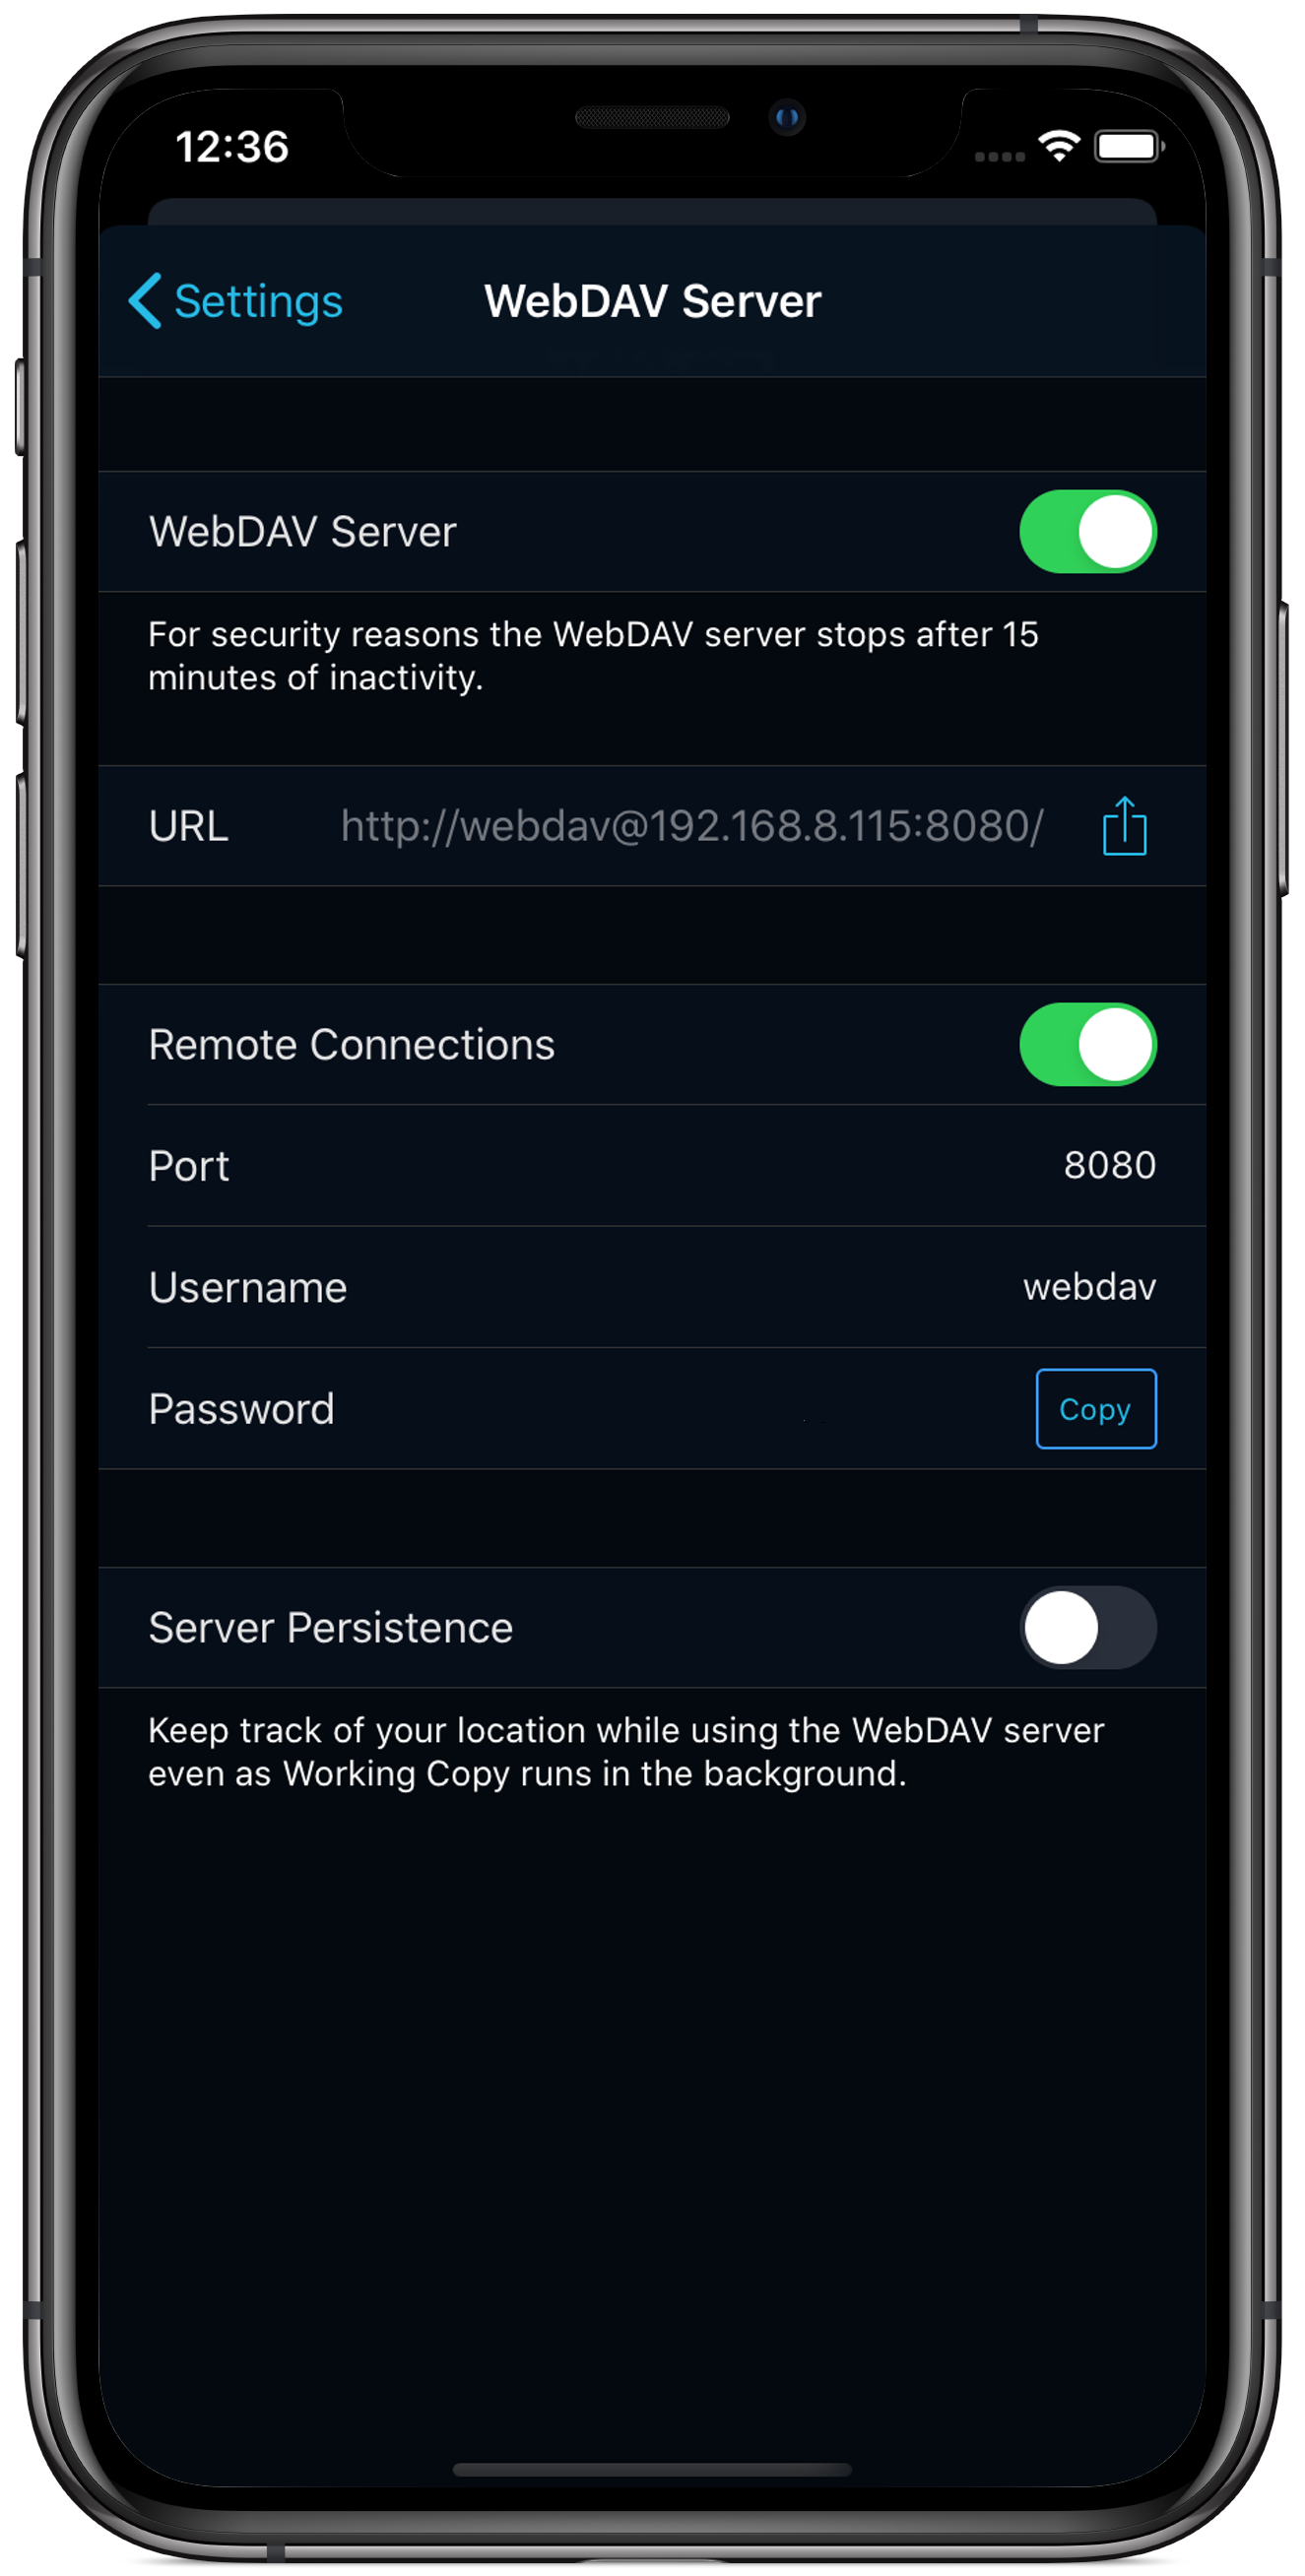 12:36
Settings
WebDAV Server
WebDAV Server
For security reasons the WebDAV server stops after 15
minutes of inactivity.
URL http://webdav@192.168.8.115:8080/
Remote Connections
Port 8080
Username webdav
Password Copy
Server Persistence
Keep track of your location while using the WebDAV server
even as Working Copy runs in the background.